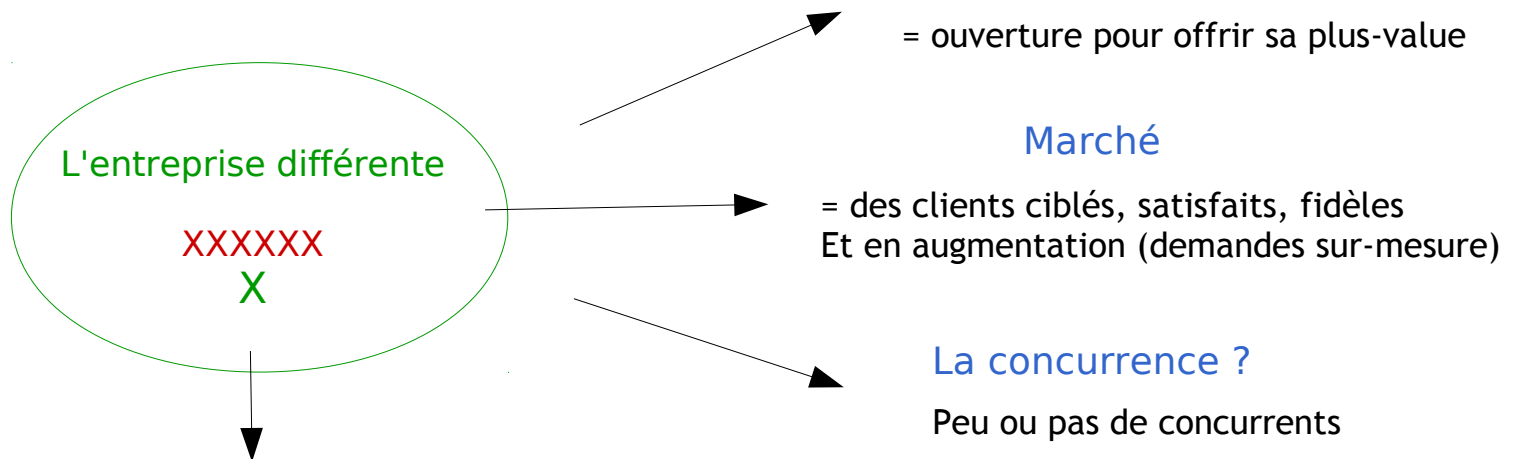 = ouverture pour offrir sa plus-value
Marché
L'entreprise différente
= des clients ciblés, satisfaits, fidèles
XXXXXX
Et en augmentation (demandes sur-mesure)
X
La concurrence ?
Peu ou pas de concurrents